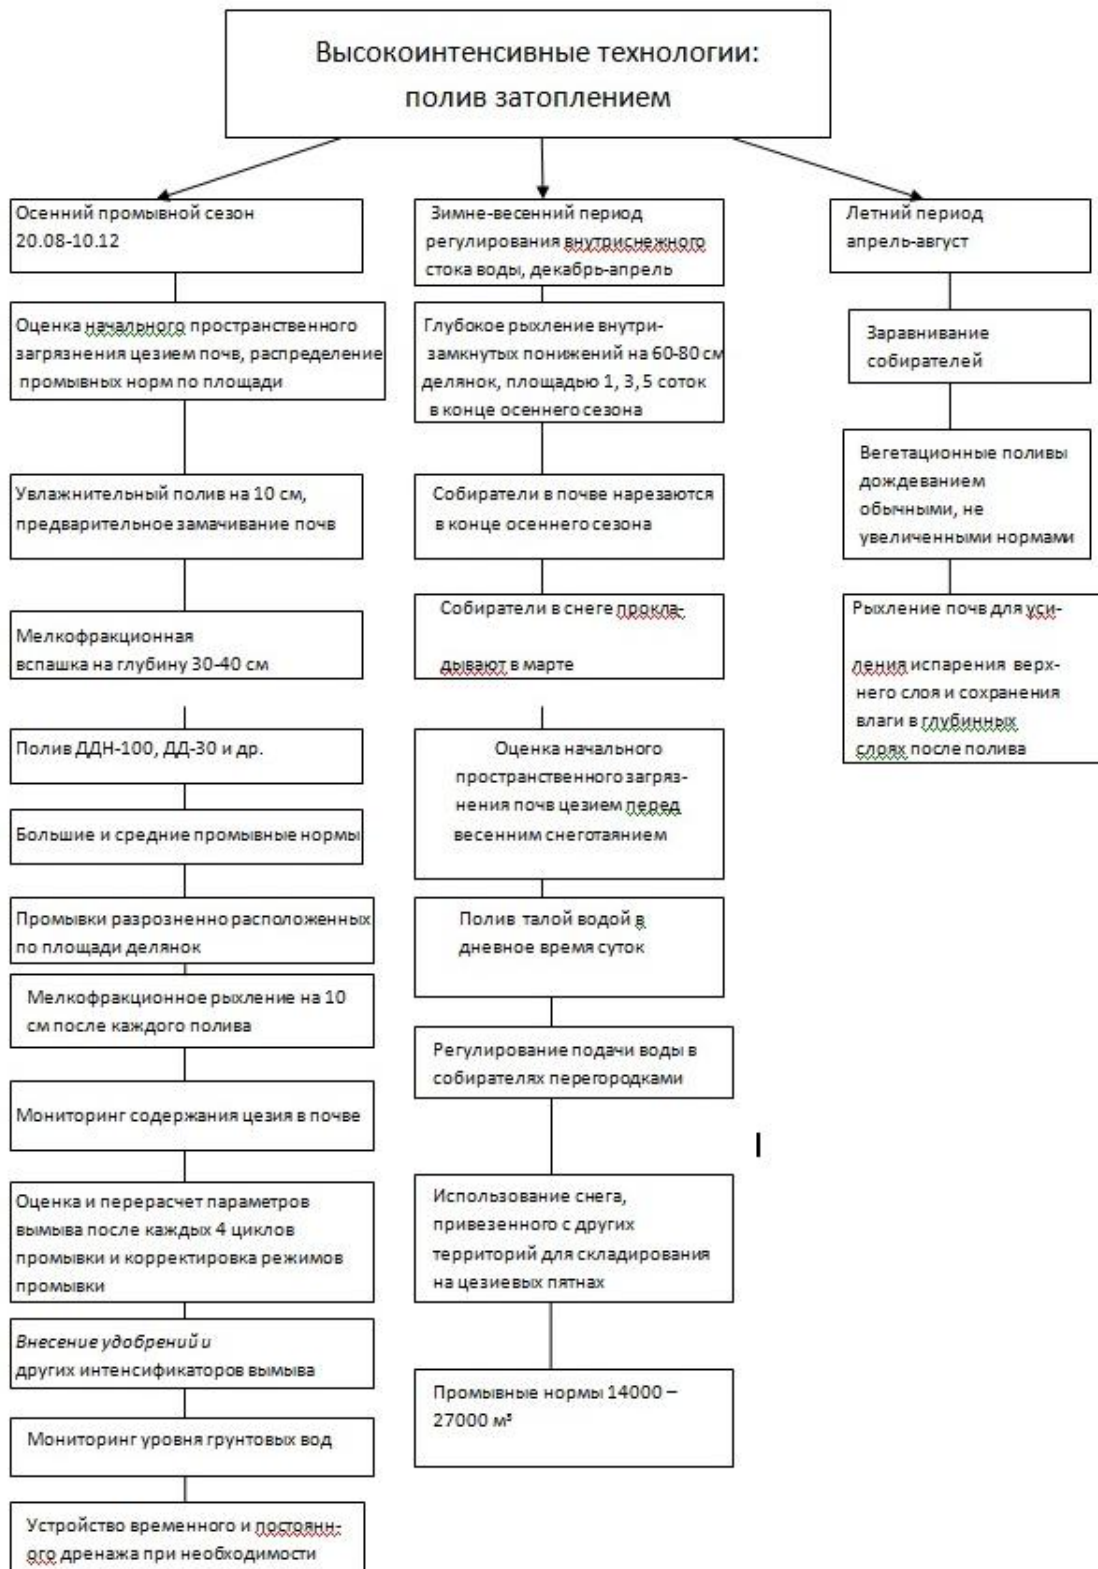 Высокоинтенсивные технологии:
полив затоплением
Осенний промывной сезон
20.08-10.12
Оценка начального пространственного
загрязнения цезием почв, распределение
промывных норм по площади
Увлажнительный полив на 10 см,
предварительное замачивание почв
Мелкофракционная
вспашка на глубину 30-40 см
Полив ДДН-100, ДД-30 и др.
Большие и средние промывные нормы
Промывки разрозненно расположенных
по площади делянок
Мелкофракционное рыхление на 10
см после каждого полива
Мониторинг содержания цезия в почве
Оценка и перерасчет параметров
вымыва после каждых 4 циклов
промывки и корректировка режимов
промывки
Внесение удобрений и
других интенсификаторов вымыва
Мониторинг уровня грунтовых вод
Устройство временного и постоянн-
ого дренажа при необходимости
Зимне-весенний период
регулирования внутриснежного
стока воды, декабрь-апрель
Глубокое рыхление внутри-
замкнутых понижений на 60-80 см
делянок, площадью 1, 3, 5 соток
в конце осеннего сезона
Собиратели в почве нарезаются
в конце осеннего сезона
Собиратели в снеге прокла-
дывают в марте
Оценка начального
пространственного загряз-
нения почв цезием перед
весенним снеготаянием
Полив талой водой в
дневное время суток
Регулирование подачи воды в
собирателях перегородками
Использование снега,
привезенного с других
территорий для складирования
на цезиевых пятнах
Промывные нормы 14000 –
27000 м³
Летний период
апрель-август
Заравнивание
собирателей
Вегетационные поливы
дождеванием
обычными, не
увеличенными нормами
Рыхление почв для уси-
ления испарения верх-
него слоя и сохранения
влаги в глубинных
слоях после полива